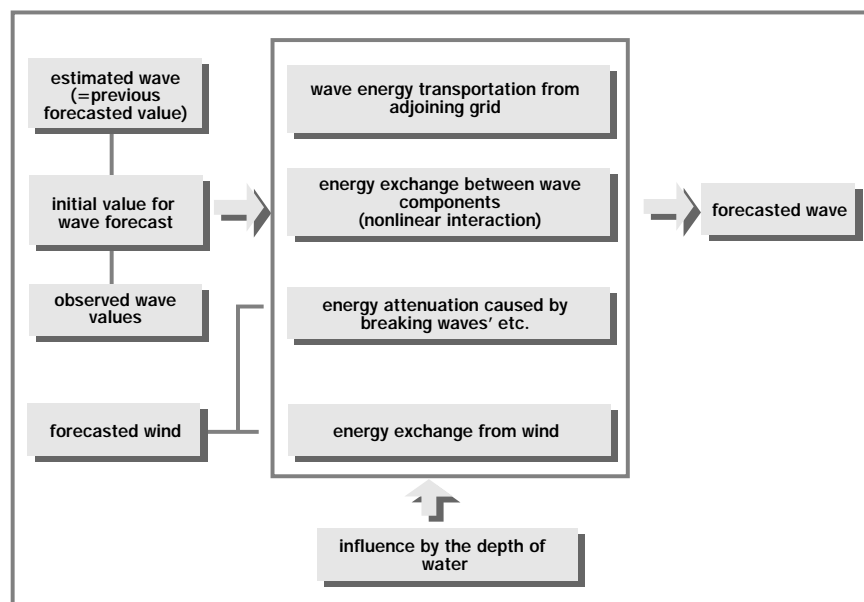 estimated wave
(=previous
forecasted value)
initial value for
wave forecast
observed wave
values
forecasted wind
wave energy transportation from
adjoining grid
energy exchange between wave
components
(nonlinear interaction)
energy attenuation caused by
breaking waves’ etc.
energy exchange from wind
influence by the depth of
water
forecasted wave